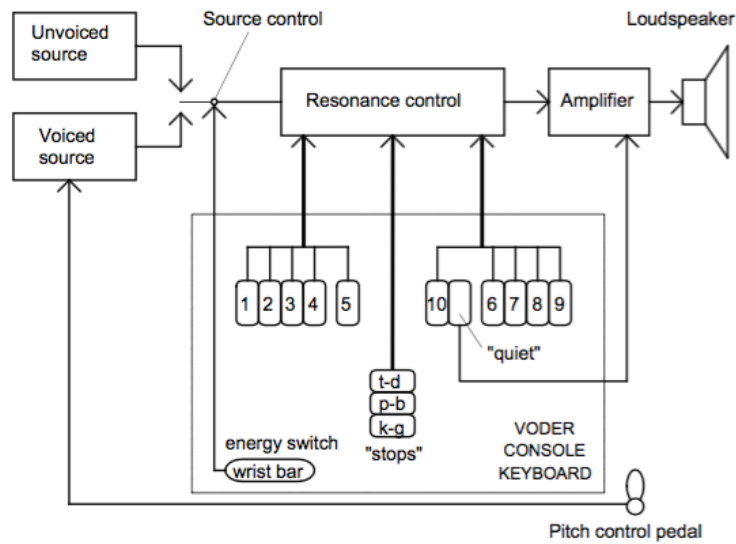 Unvoiced
source
Source control
Loudspeaker
Voiced
source
Resonance control
Amplifier
1 2 3 4 5
10 6 7 8 9
"quiet"
t-d
p-b
k-g
"stops"
energy switch
wrist bar
VODER
CONSOLE
KEYBOARD
Pitch control pedal